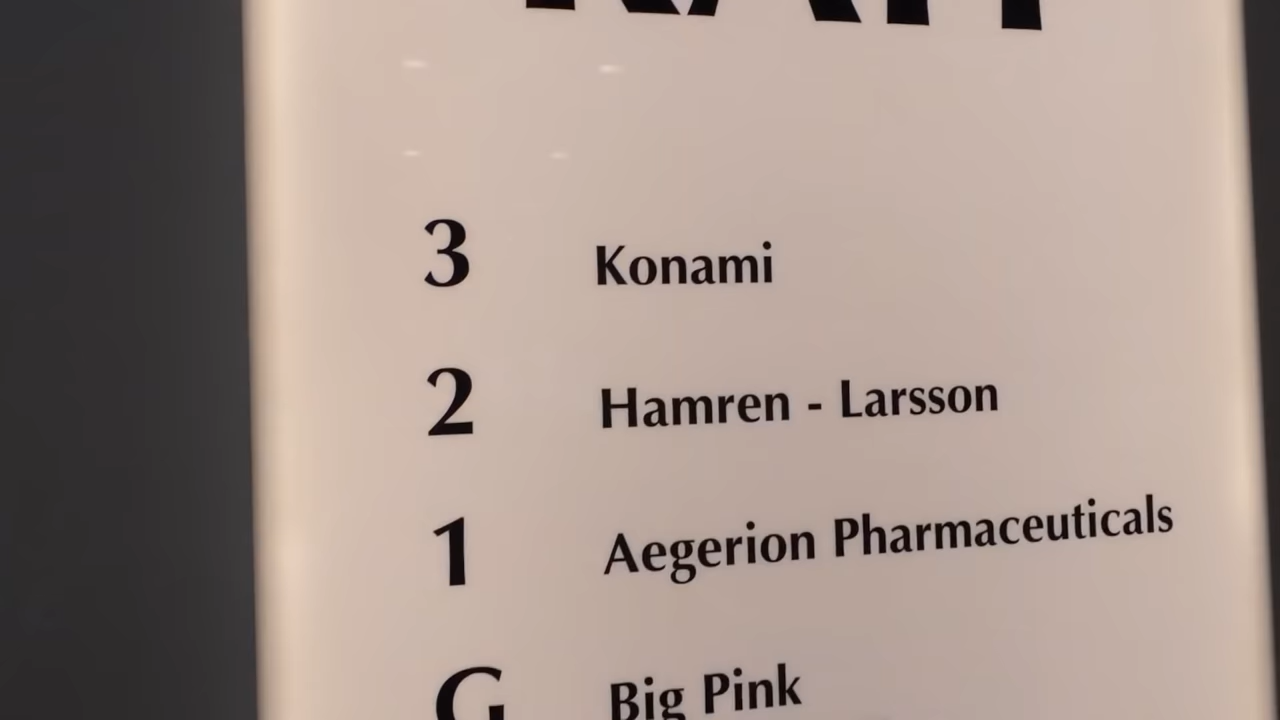 3 Konami
2 Hamren - Larsson
1 Aegerion Pharmaceuticals
G Big Pink